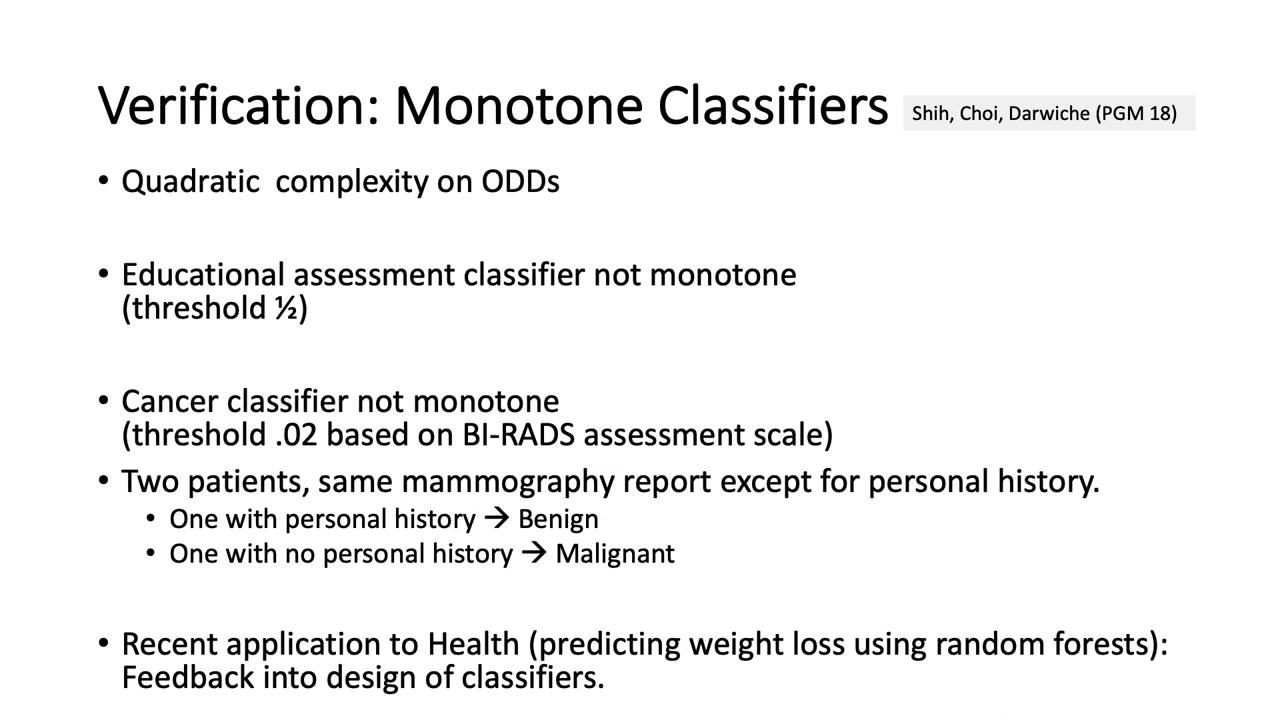 Verification: Monotone Classifiers Shih, Choi, Darwiche (PGM 18)
• Quadratic complexity on ODDs
• Educational assessment classifier not monotone
(threshold ½)
• Cancer classifier not monotone
(threshold .02 based on BI-RADS assessment scale)
• Two patients, same mammography report except for personal history.
• One with personal history → Benign
• One with no personal history → Malignant
• Recent application to Health (predicting weight loss using random forests):
Feedback into design of classifiers.